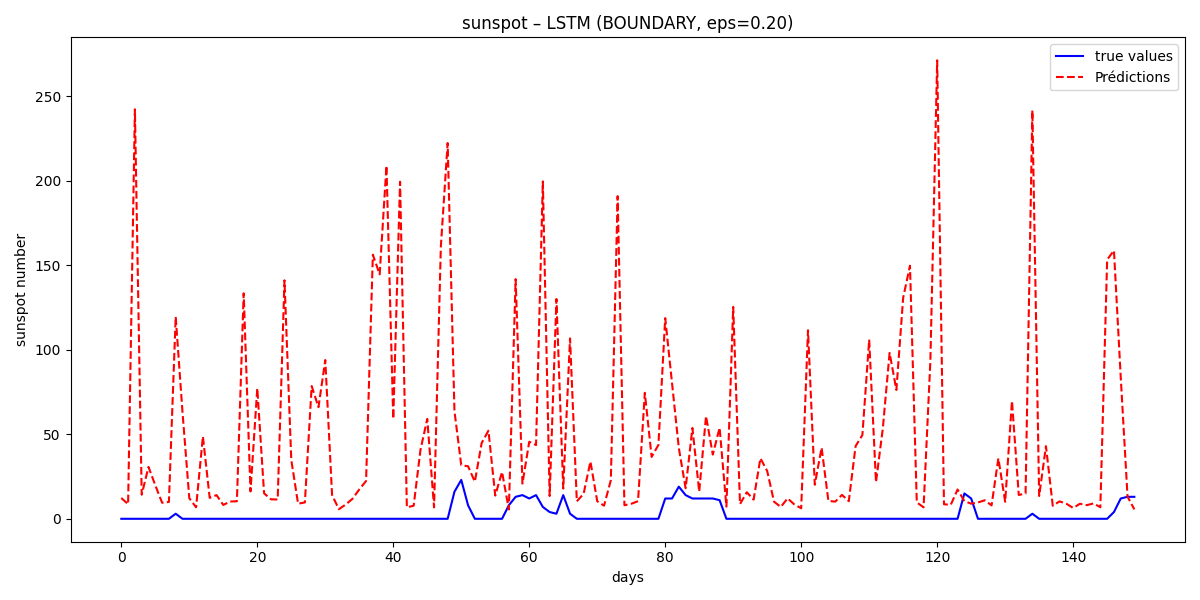 sunspot – LSTM (BOUNDARY, eps=0.20)
true values
Prédictions
sunspot number
250
200
150
100
50
0
0 20 40 60 80 100 120 140
days